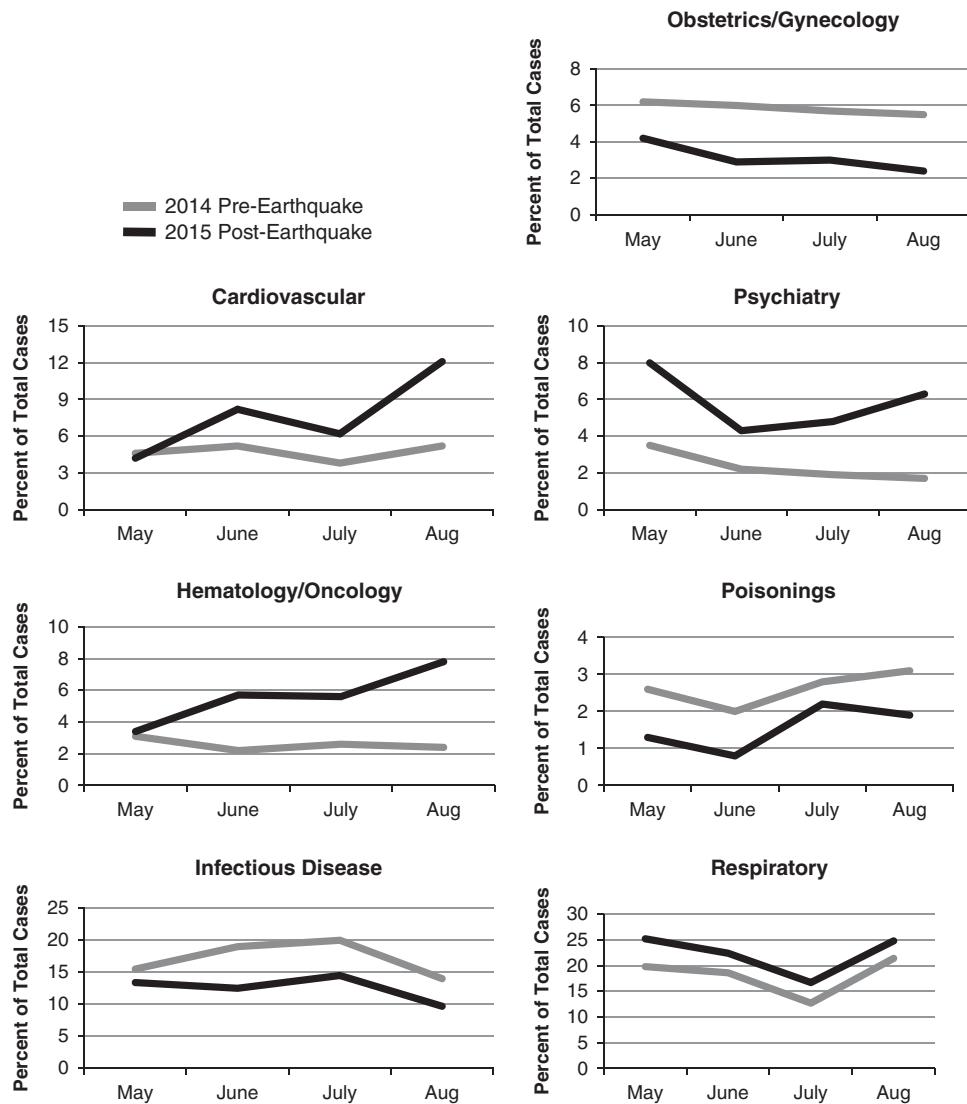 Obstetrics/Gynecology
Percent of Total Cases
8
6
4
2
0
May June July Aug
2014 Pre-Earthquake
2015 Post-Earthquake
Cardiovascular
Percent of Total Cases
15
12
9
6
3
0
May June July Aug
Psychiatry
Percent of Total Cases
10
8
6
4
2
0
May June July Aug
Hematology/Oncology
Percent of Total Cases
10
8
6
4
2
0
May June July Aug
Poisonings
Percent of Total Cases
4
3
2
1
0
May June July Aug
Infectious Disease
Percent of Total Cases
25
20
15
10
5
0
May June July Aug
Respiratory
Percent of Total Cases
30
25
20
15
10
5
0
May June July Aug